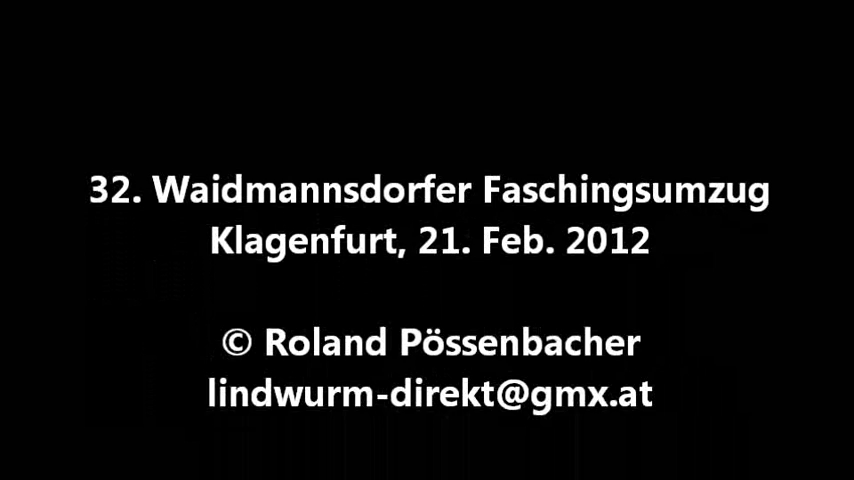 32. Waidmannsdorfer Faschingsumzug
Klagenfurt, 21. Feb. 2012
© Roland Pössenbacher
lindwurm-direkt@gmx.at